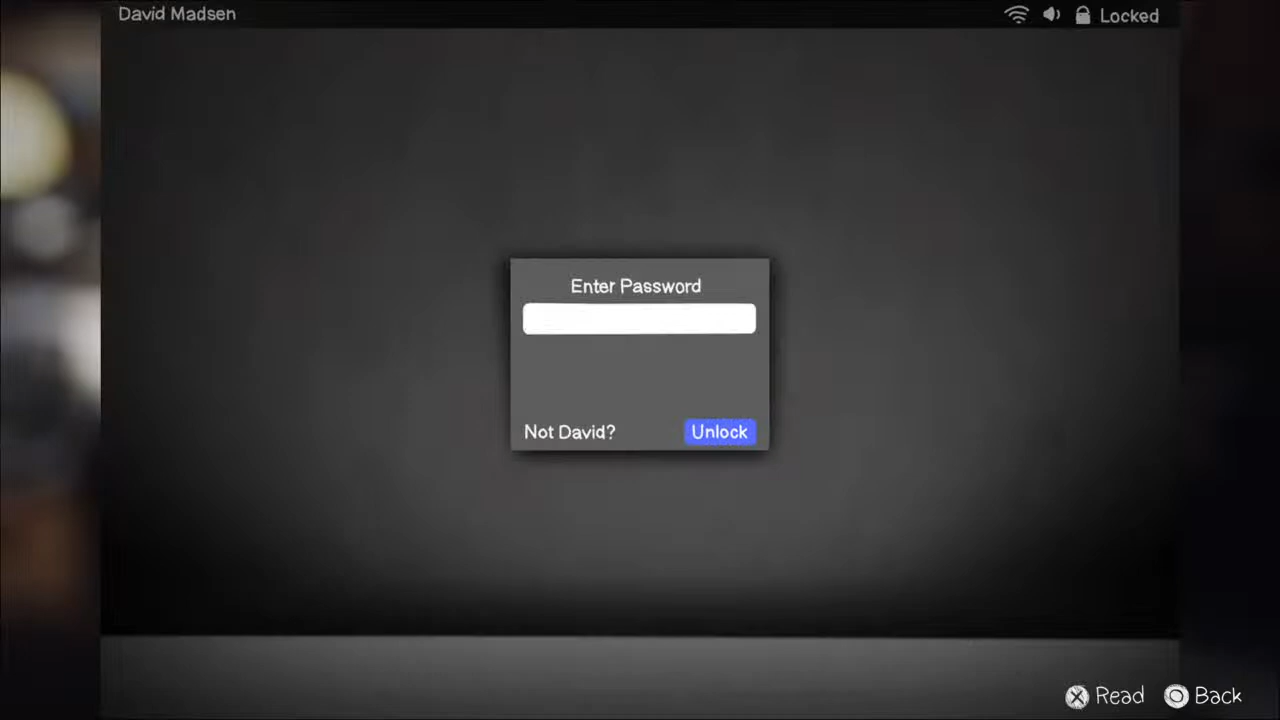 David Madsen
Locked
Enter Password
Not David?
Unlock
Read
Back